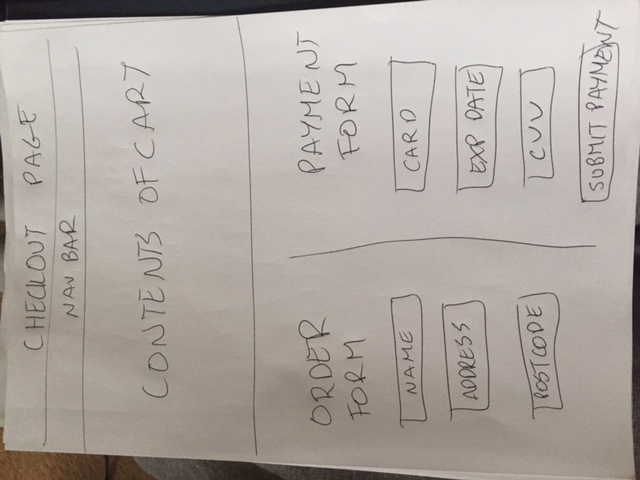 CHECKOUT PAGE
NAV BAR
CONTENTS OF CART
ORDER
FORM
NAME
ADDRESS
POSTCODE
PAYMENT
FORM
CARD
EXP DATE
CVV
SUBMIT PAYMENT